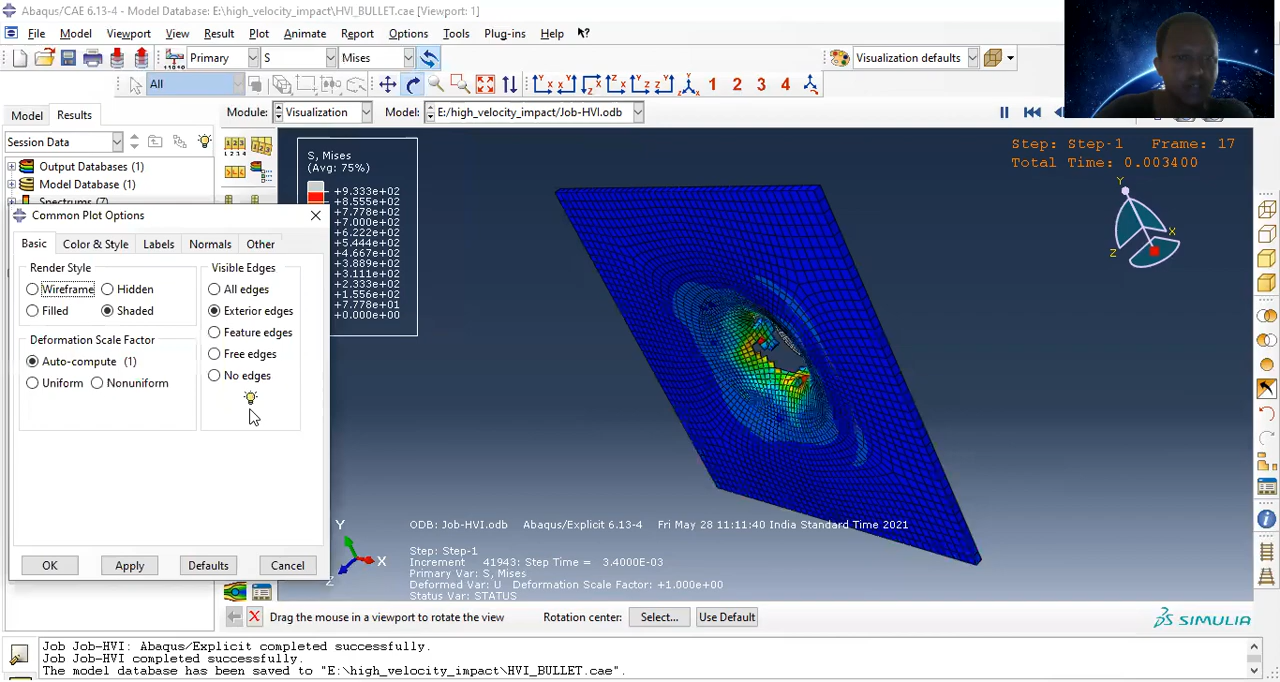 Abaqus/CAE 6.13-4 - Model Database: E:\high_velocity_impact\HVI_BULLET.cae [Viewport: 1]
File Model Viewport View Result Plot Animate Report Options Tools Plug-ins Help
Primary S Mises Visualization defaults
All 1 2 3 4
Model Results Module: Visualization Model: E:/high_velocity_impact/Job-HVI.odb
Session Data
Output Databases (1)
Model Database (1)
Spectrums (7)
Common Plot Options
Basic Color & Style Labels Normals Other
Render Style
Wireframe Hidden
Filled Shaded
Deformation Scale Factor
Auto-compute (1)
Uniform Nonuniform
Visible Edges
All edges
Exterior edges
Feature edges
Free edges
No edges
OK Apply Defaults Cancel
S, Mises
(Avg: 75%)
+9.333e+02
+8.555e+02
+7.778e+02
+7.000e+02
+6.222e+02
+5.444e+02
+4.667e+02
+3.889e+02
+3.111e+02
+2.333e+02
+1.556e+02
+7.778e+01
+0.000e+00
Step: Step-1 Frame: 17
Total Time: 0.003400
Y
X
Z
Y
X
Z
ODB: Job-HVI.odb Abaqus/Explicit 6.13-4 Fri May 28 11:11:40 India Standard Time 2021
Step: Step-1
Increment 41943: Step Time = 3.4000E-03
Primary Var: S, Mises
Deformed Var: U Deformation Scale Factor: +1.000e+00
Status Var: STATUS
Drag the mouse in a viewport to rotate the view Rotation center: Select... Use Default
SIMULIA
Job Job-HVI: Abaqus/Explicit completed successfully.
Job Job-HVI completed successfully.
The model database has been saved to "E:\high_velocity_impact\HVI_BULLET.cae".